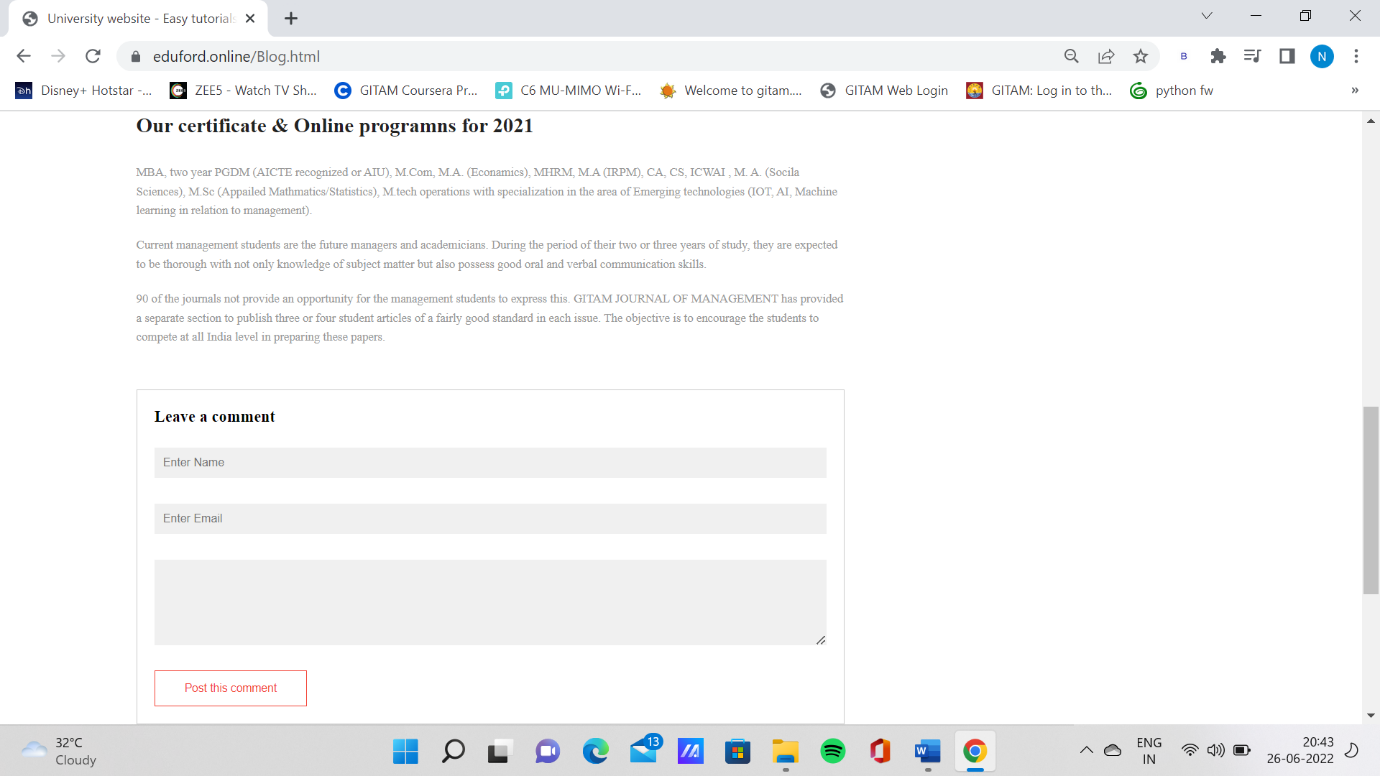 University website - Easy tutorials
eduford.online/Blog.html
B
N
Disney+ Hotstar -...
ZEE5 - Watch TV Sh...
GITAM Coursera Pr...
C6 MU-MIMO Wi-F...
Welcome to gitam....
GITAM Web Login
GITAM: Log in to th...
python fw
»
Our certificate & Online programns for 2021
MBA, two year PGDM (AICTE recognized or AIU), M.Com, M.A. (Econamics), MHRM, M.A (IRPM), CA, CS, ICWAI , M. A. (Socila
Sciences), M.Sc (Appailed Mathmatics/Statistics), M.tech operations with specialization in the area of Emerging technologies (IOT, AI, Machine
learning in relation to management).
Current management students are the future managers and academicians. During the period of their two or three years of study, they are expected
to be thorough with not only knowledge of subject matter but also possess good oral and verbal communication skills.
90 of the journals not provide an opportunity for the management students to express this. GITAM JOURNAL OF MANAGEMENT has provided
a separate section to publish three or four student articles of a fairly good standard in each issue. The objective is to encourage the students to
compete at all India level in preparing these papers.
Leave a comment
Enter Name
Enter Email
Post this comment
32°C
Cloudy
13
ENG
IN
20:43
26-06-2022